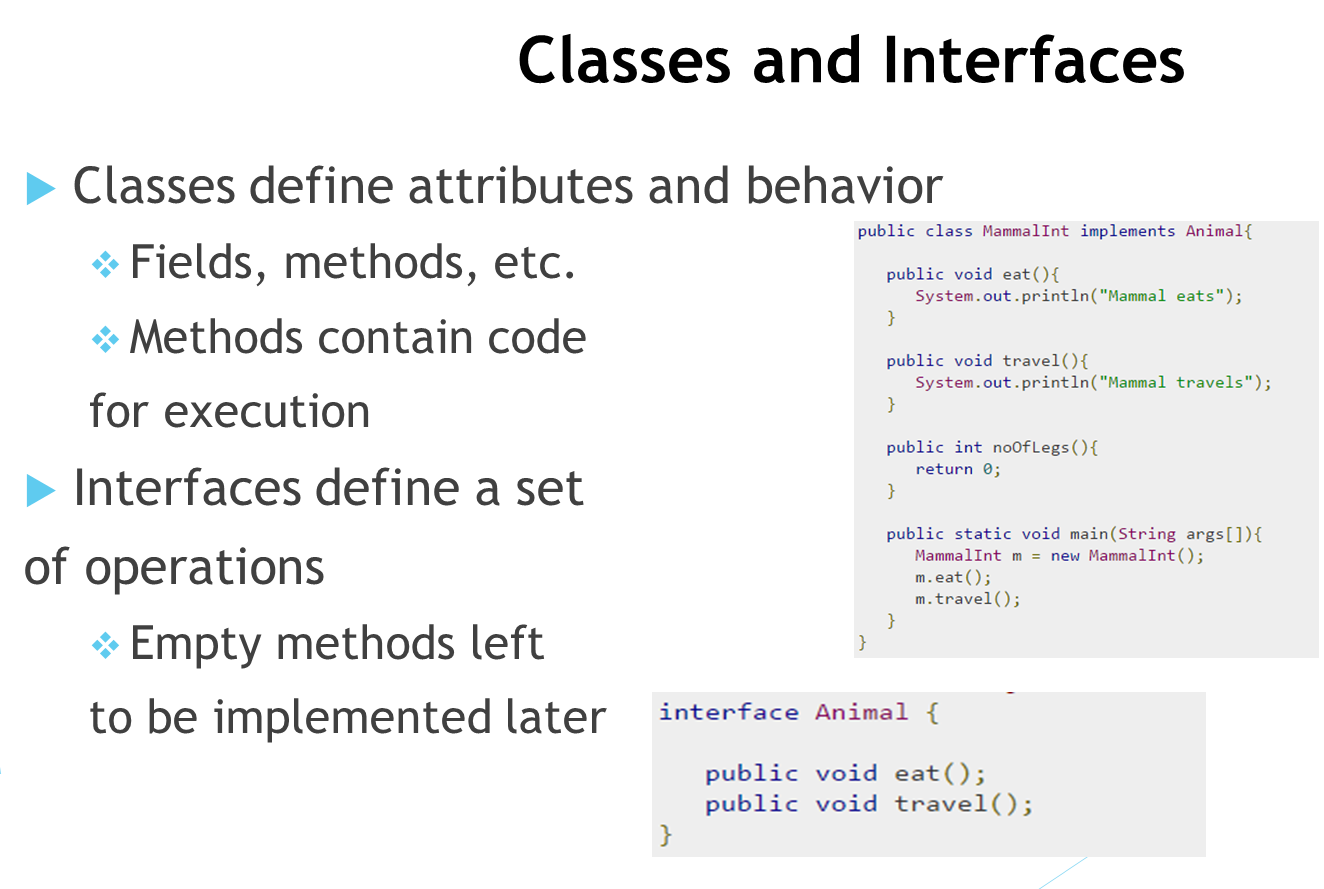 Classes and Interfaces
Classes define attributes and behavior
Fields, methods, etc.
Methods contain code
for execution
Interfaces define a set
of operations
Empty methods left
to be implemented later
public class MammalInt implements Animal{
public void eat(){
System.out.println("Mammal eats");
}
public void travel(){
System.out.println("Mammal travels");
}
public int noOfLegs(){
return 0;
}
public static void main(String args[]){
MammalInt m = new MammalInt();
m.eat();
m.travel();
}
}
interface Animal {
public void eat();
public void travel();
}